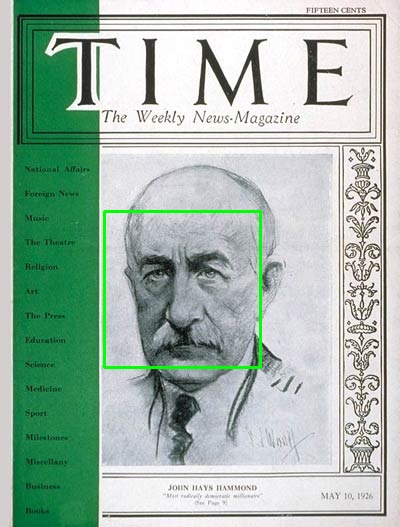 FIFTEEN CENTS
TIME
The Weekly News-Magazine
National Affairs
Foreign News
Music
The Theatre
Religion
Art
The Press
Education
Science
Medicine
Sport
Milestones
Miscellany
Business
Books
JOHN HAYS HAMMOND
"Most radically democratic millionaire"
(See Page 9)
MAY 10, 1926